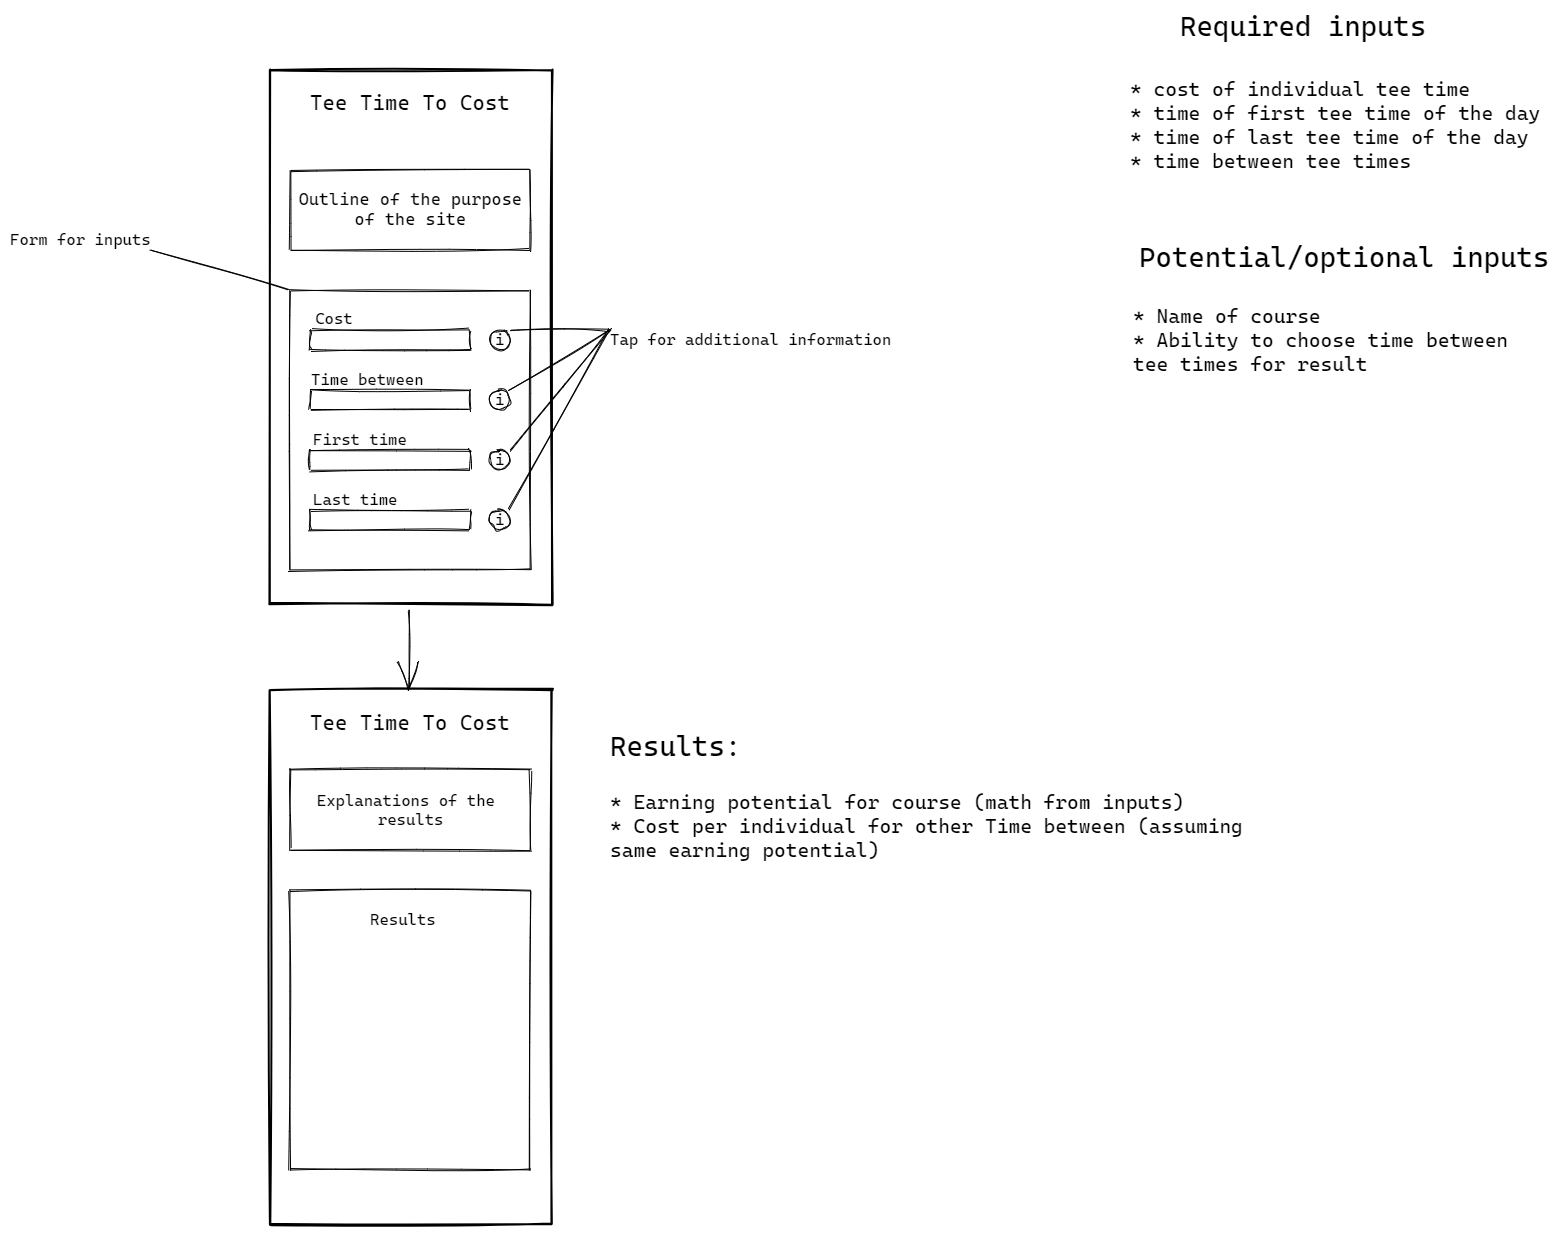 Required inputs
* cost of individual tee time
* time of first tee time of the day
* time of last tee time of the day
* time between tee times
Potential/optional inputs
* Name of course
* Ability to choose time between
tee times for result
Tee Time To Cost
Outline of the purpose
of the site
Form for inputs
Cost
i
Tap for additional information
Time between
i
First time
i
Last time
i
Tee Time To Cost
Explanations of the
results
Results
Results:
* Earning potential for course (math from inputs)
* Cost per individual for other Time between (assuming
same earning potential)